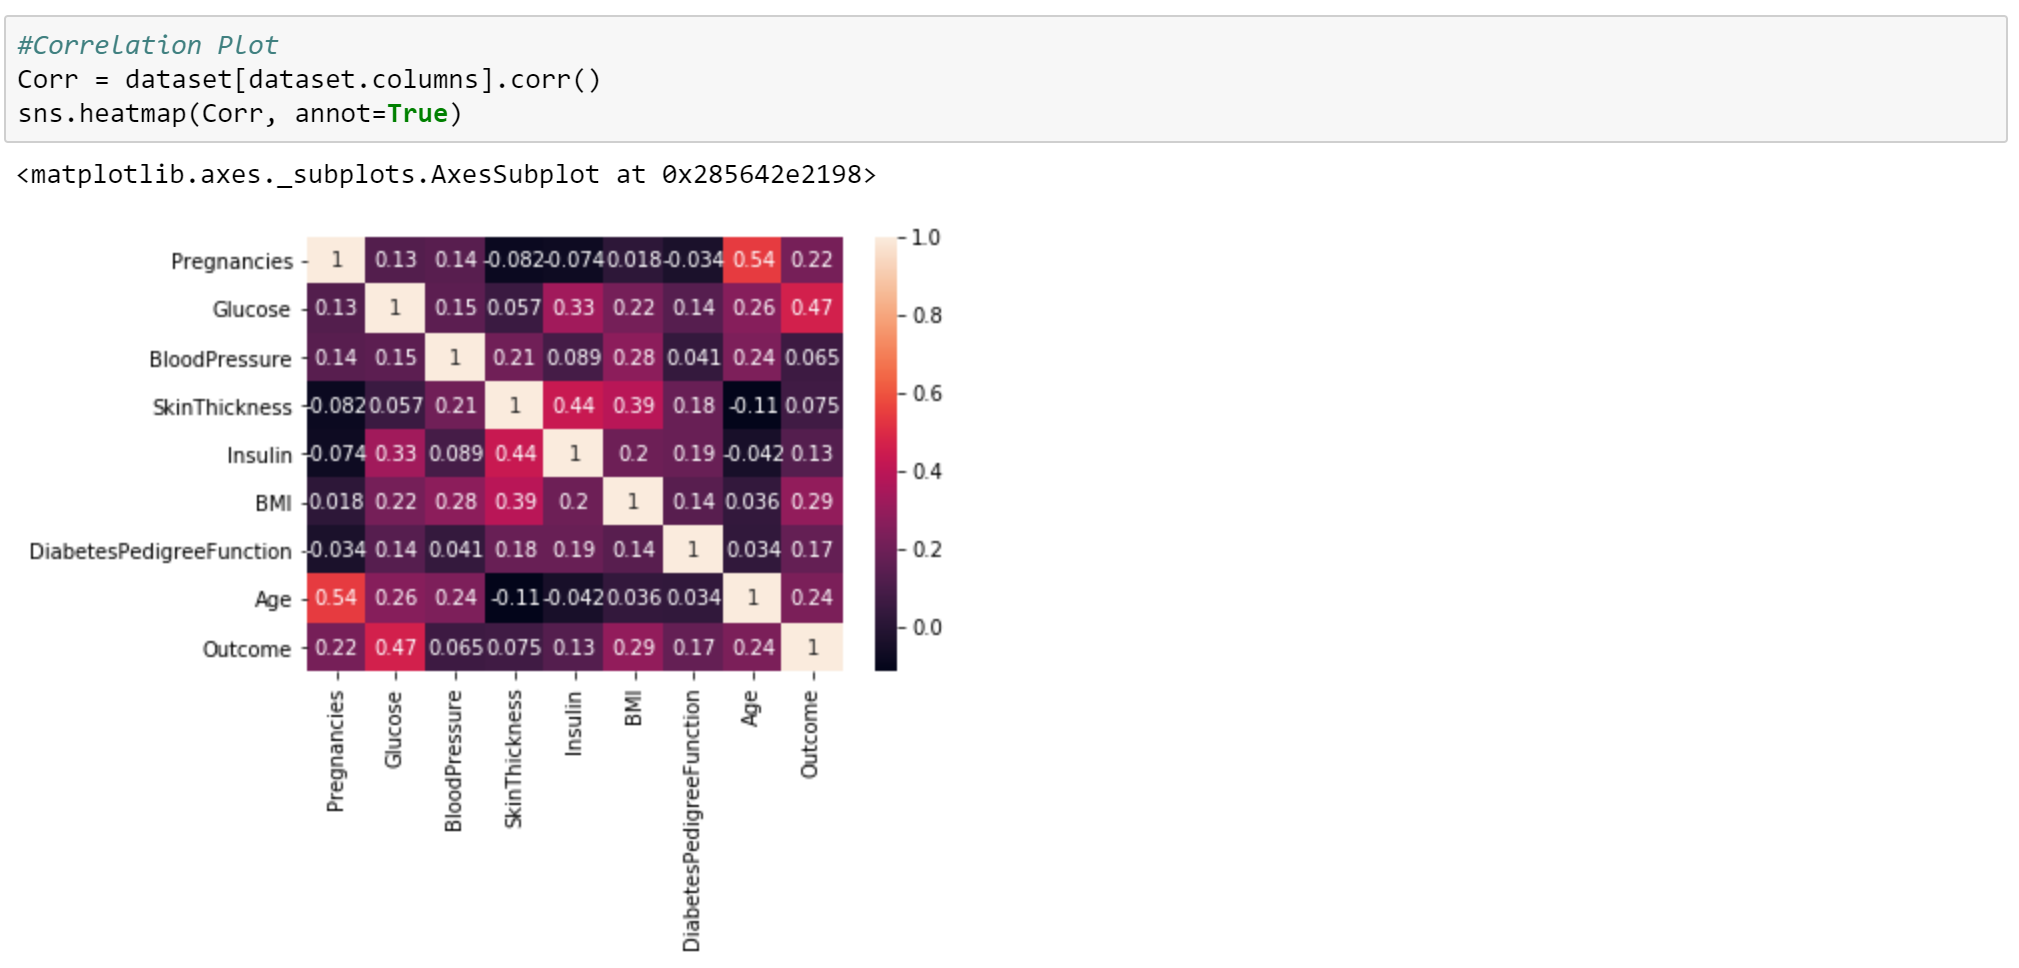 #Correlation Plot
Corr = dataset[dataset.columns].corr()
sns.heatmap(Corr, annot=True)
<matplotlib.axes._subplots.AxesSubplot at 0x285642e2198>
Pregnancies 1 0.13 0.14 -0.082 -0.074 0.018 -0.034 0.54 0.22
Glucose 0.13 1 0.15 0.057 0.33 0.22 0.14 0.26 0.47
BloodPressure 0.14 0.15 1 0.21 0.089 0.28 0.041 0.24 0.065
SkinThickness -0.082 0.057 0.21 1 0.44 0.39 0.18 -0.11 0.075
Insulin -0.074 0.33 0.089 0.44 1 0.2 0.19 -0.042 0.13
BMI 0.018 0.22 0.28 0.39 0.2 1 0.14 0.036 0.29
DiabetesPedigreeFunction -0.034 0.14 0.041 0.18 0.19 0.14 1 0.034 0.17
Age 0.54 0.26 0.24 -0.11 -0.042 0.036 0.034 1 0.24
Outcome 0.22 0.47 0.065 0.075 0.13 0.29 0.17 0.24 1
Pregnancies
Glucose
BloodPressure
SkinThickness
Insulin
BMI
DiabetesPedigreeFunction
Age
Outcome
1.0
0.8
0.6
0.4
0.2
0.0